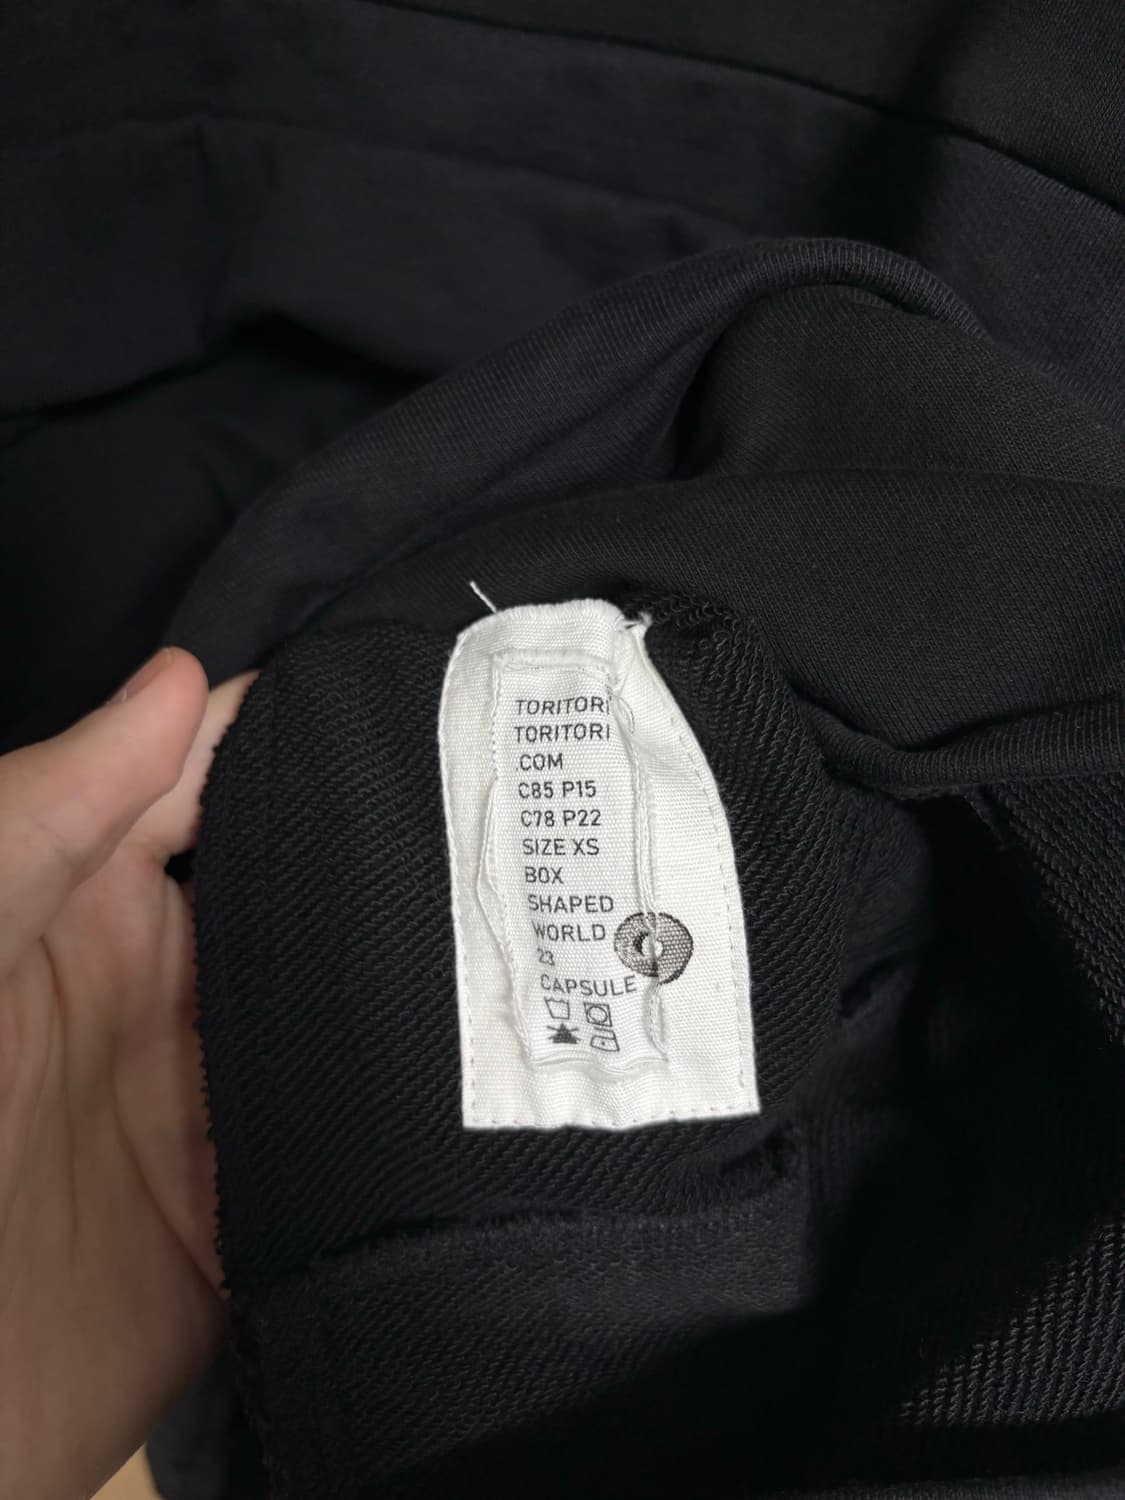 TORITORI
TORITORI
COM
C85 P15
C78 P22
SIZE XS
BOX
SHAPED
WORLD
23
CAPSULE